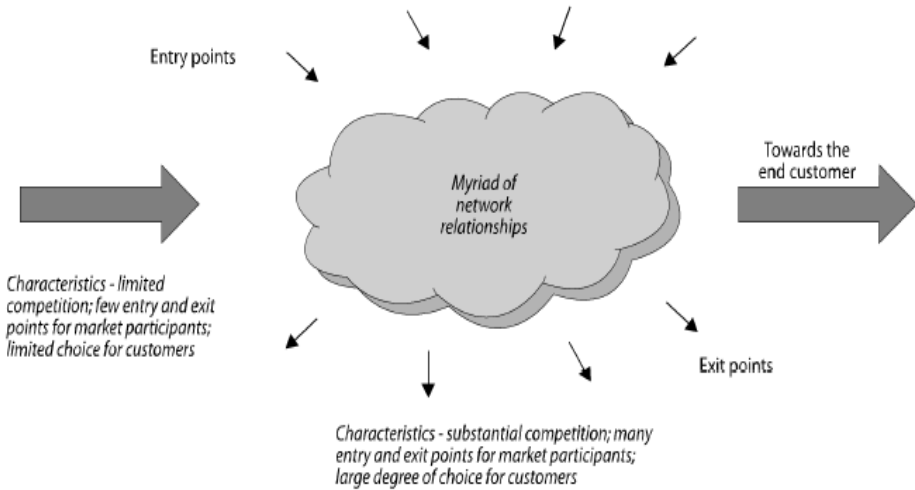 Entry points
Myriad of
network
relationships
Towards the
end customer
Characteristics - limited
competition; few entry and exit
points for market participants;
limited choice for customers
Exit points
Characteristics - substantial competition; many
entry and exit points for market participants;
large degree of choice for customers